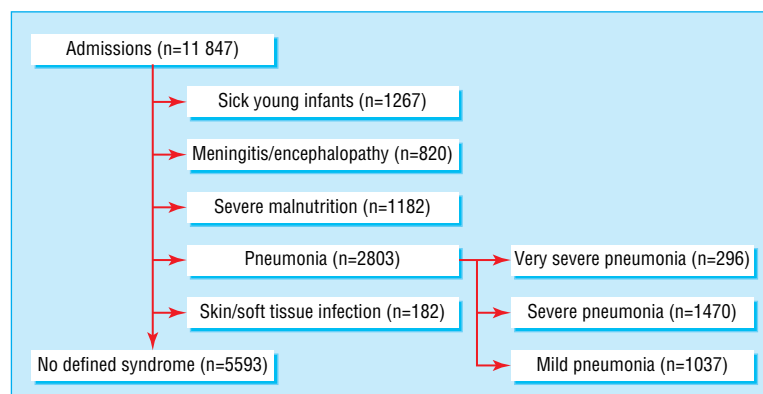 Admissions (n=11 847)
Sick young infants (n=1267)
Meningitis/encephalopathy (n=820)
Severe malnutrition (n=1182)
Pneumonia (n=2803)
Very severe pneumonia (n=296)
Skin/soft tissue infection (n=182)
Severe pneumonia (n=1470)
No defined syndrome (n=5593)
Mild pneumonia (n=1037)